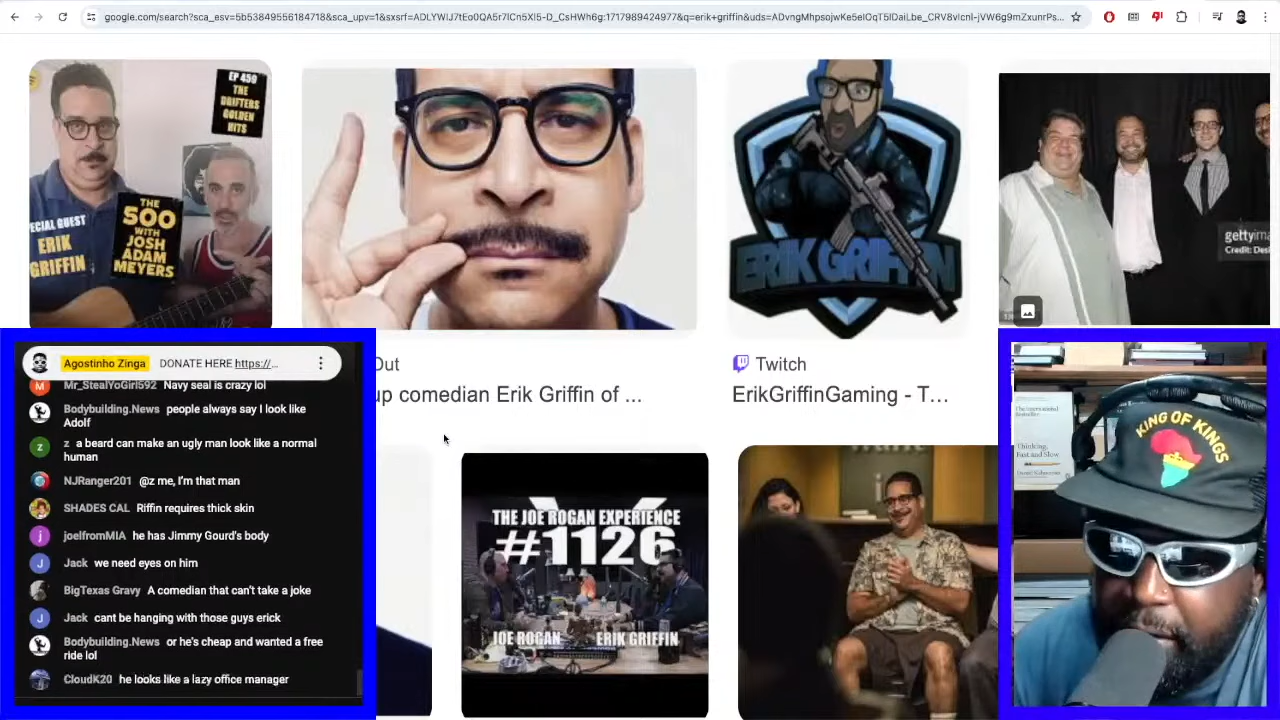 google.com/search?sca_esv=5b53849556184718&sca_upv=1&sxsrf=ADLYWIJ7tEo0QA5r7lCn5Xl5-D_CsHWh6g:1717989424977&q=erik+griffin&uds=ADvngMhpsojwKe5elOqT5lDaiLbe_CRV8vlcnl-jVW6g9mZxunrPs...
EP 459
THE
DRIFTERS
GOLDEN
HITS
GUEST
ERIK
GRIFFIN
THE
500
WITH
JOSH
ADAM
MEYERS
ERIK GRIFFIN
gettyima
Credit: Desi
Out
up comedian Erik Griffin of ...
Twitch
ErikGriffinGaming - T...
Agostinho Zinga DONATE HERE https://...
Mr_StealYoGirl592 Navy seal is crazy lol
Bodybuilding.News people always say I look like
Adolf
z a beard can make an ugly man look like a normal
human
NJRanger201 @z me, I'm that man
SHADES CAL Riffin requires thick skin
joelfromMIA he has Jimmy Gourd's body
Jack we need eyes on him
BigTexas Gravy A comedian that can't take a joke
Jack cant be hanging with those guys erick
Bodybuilding.News or he's cheap and wanted a free
ride lol
CloudK20 he looks like a lazy office manager
THE JOE ROGAN EXPERIENCE
#1126
JOE ROGAN
ERIK GRIFFIN
KING OF KINGS
Thinking,
Fast and Slow